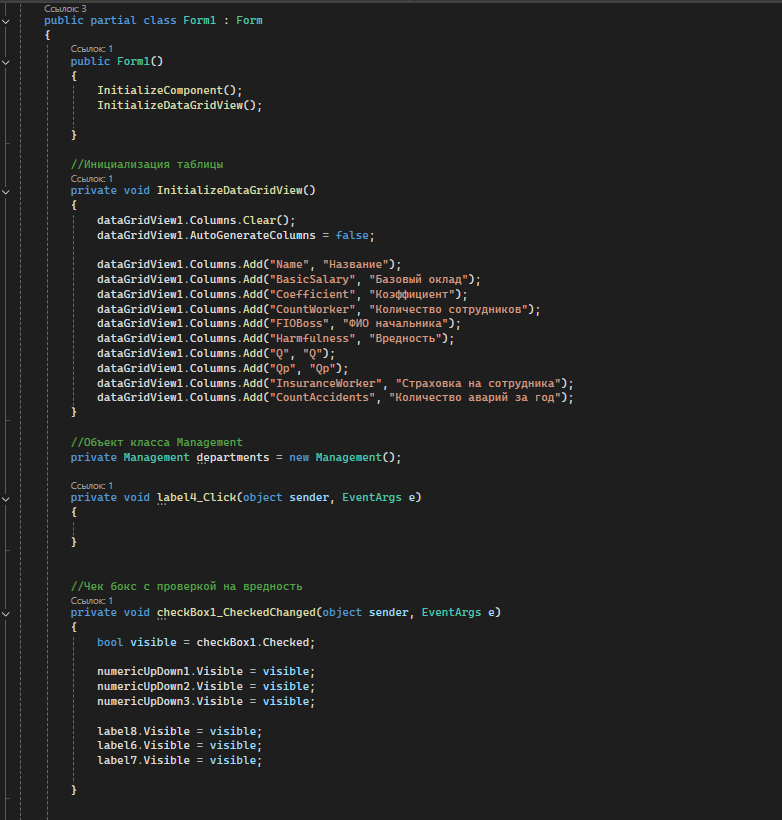 Ссылок: 3
public partial class Form1 : Form
{
Ссылок: 1
public Form1()
{
InitializeComponent();
InitializeDataGridView();
}
//Инициализация таблицы
Ссылок: 1
private void InitializeDataGridView()
{
dataGridView1.Columns.Clear();
dataGridView1.AutoGenerateColumns = false;
dataGridView1.Columns.Add("Name", "Название");
dataGridView1.Columns.Add("BasicSalary", "Базовый оклад");
dataGridView1.Columns.Add("Coefficient", "Коэффициент");
dataGridView1.Columns.Add("CountWorker", "Количество сотрудников");
dataGridView1.Columns.Add("FIOBoss", "ФИО начальника");
dataGridView1.Columns.Add("Harmfulness", "Вредность");
dataGridView1.Columns.Add("Q", "Q");
dataGridView1.Columns.Add("Qp", "Qp");
dataGridView1.Columns.Add("InsuranceWorker", "Страховка на сотрудника");
dataGridView1.Columns.Add("CountAccidents", "Количество аварий за год");
}
//Объект класса Management
private Management departments = new Management();
Ссылок: 1
private void label4_Click(object sender, EventArgs e)
{
}
//Чек бокс с проверкой на вредность
Ссылок: 1
private void checkBox1_CheckedChanged(object sender, EventArgs e)
{
bool visible = checkBox1.Checked;
numericUpDown1.Visible = visible;
numericUpDown2.Visible = visible;
numericUpDown3.Visible = visible;
label8.Visible = visible;
label6.Visible = visible;
label7.Visible = visible;
}